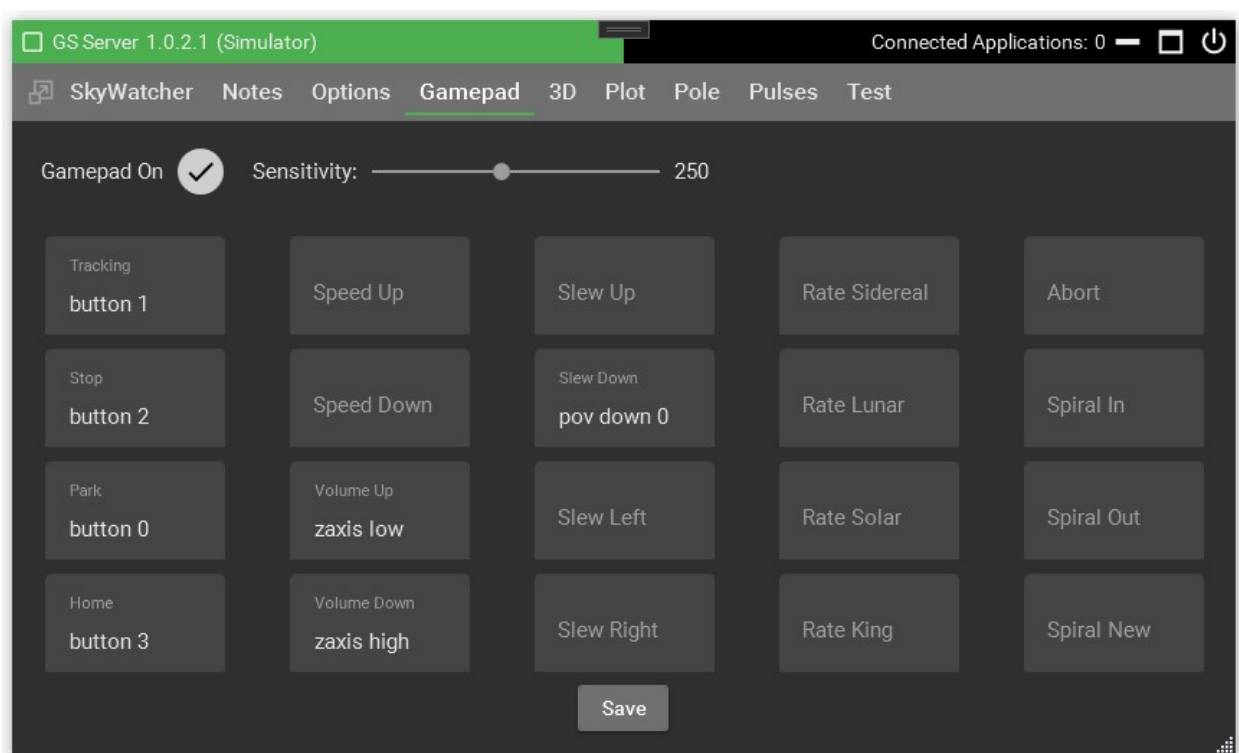 GS Server 1.0.2.1 (Simulator) Connected Applications: 0
SkyWatcher Notes Options Gamepad 3D Plot Pole Pulses Test
Gamepad On Sensitivity: 250
Tracking
button 1
Speed Up
Slew Up
Rate Sidereal
Abort
Stop
button 2
Speed Down
Slew Down
pov down 0
Rate Lunar
Spiral In
Park
button 0
Volume Up
zaxis low
Slew Left
Rate Solar
Spiral Out
Home
button 3
Volume Down
zaxis high
Slew Right
Rate King
Spiral New
Save